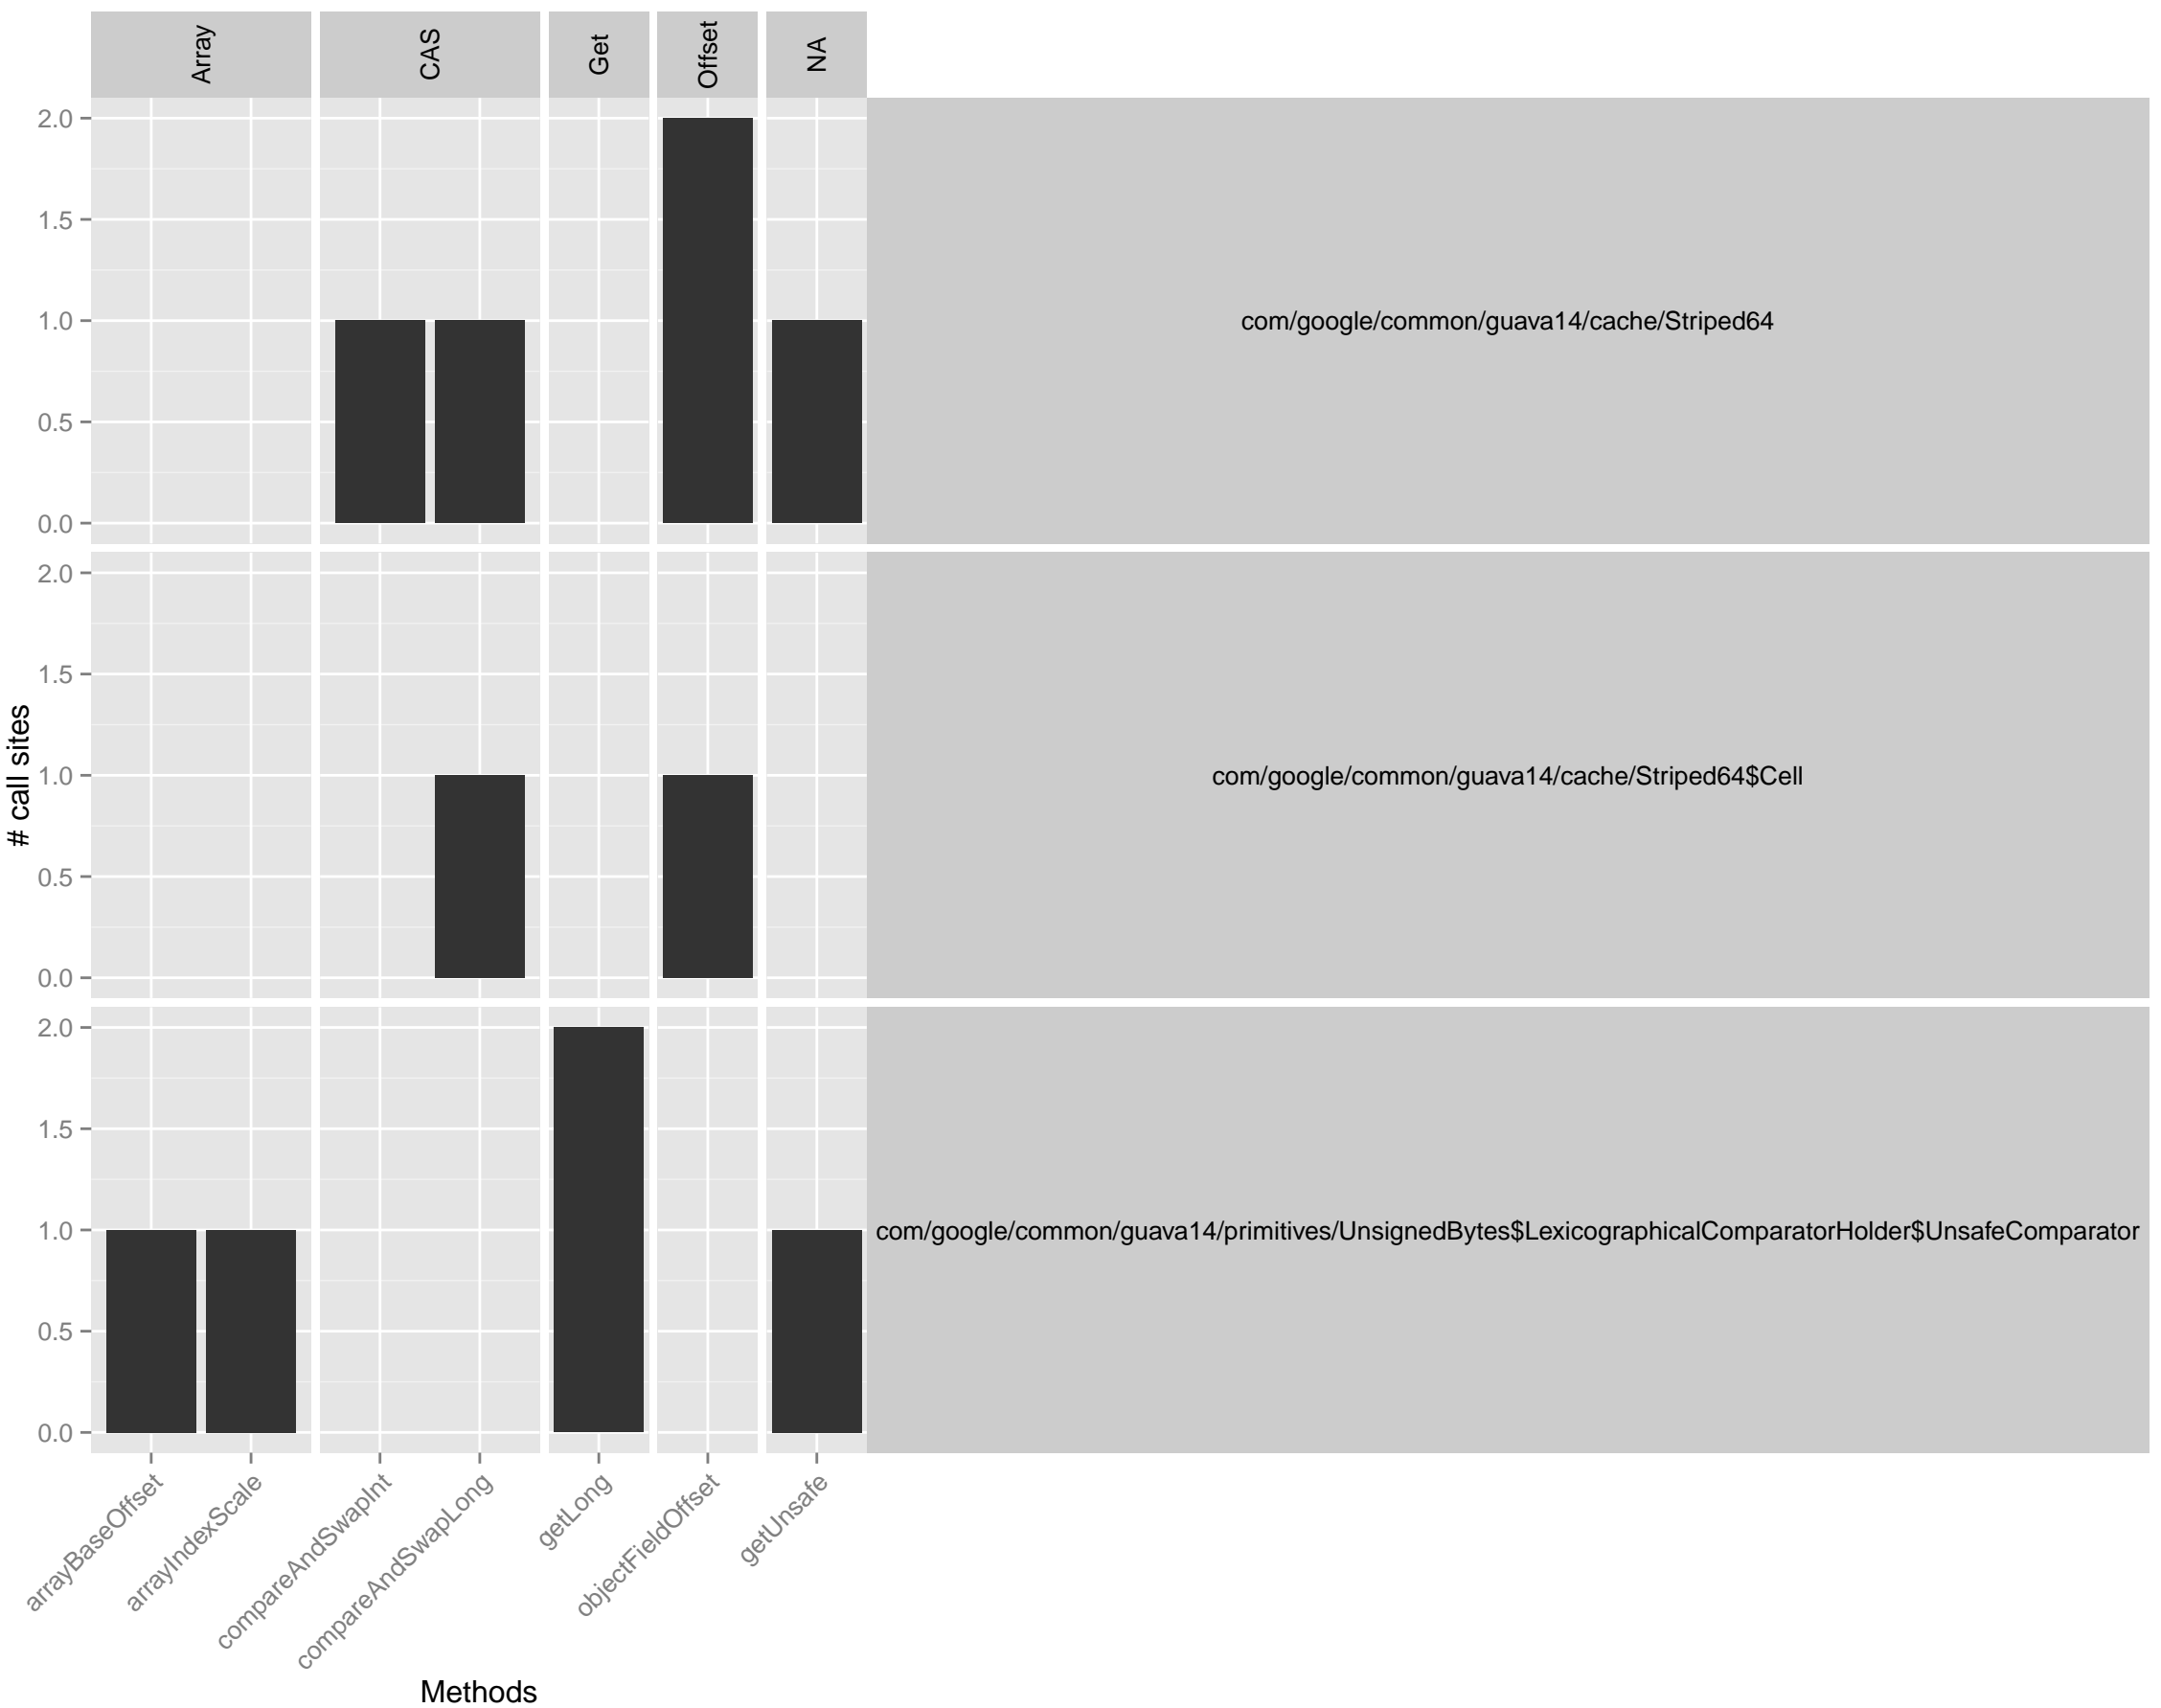 Array
CAS
Get
Offset
NA
2.0
1.5
1.0
0.5
0.0
com/google/common/guava14/cache/Striped64
2.0
1.5
1.0
0.5
0.0
com/google/common/guava14/cache/Striped64$Cell
2.0
1.5
1.0
0.5
0.0
com/google/common/guava14/primitives/UnsignedBytes$LexicographicalComparatorHolder$UnsafeComparator
# call sites
arrayBaseOffset
arrayIndexScale
compareAndSwapInt
compareAndSwapLong
getLong
objectFieldOffset
getUnsafe
Methods